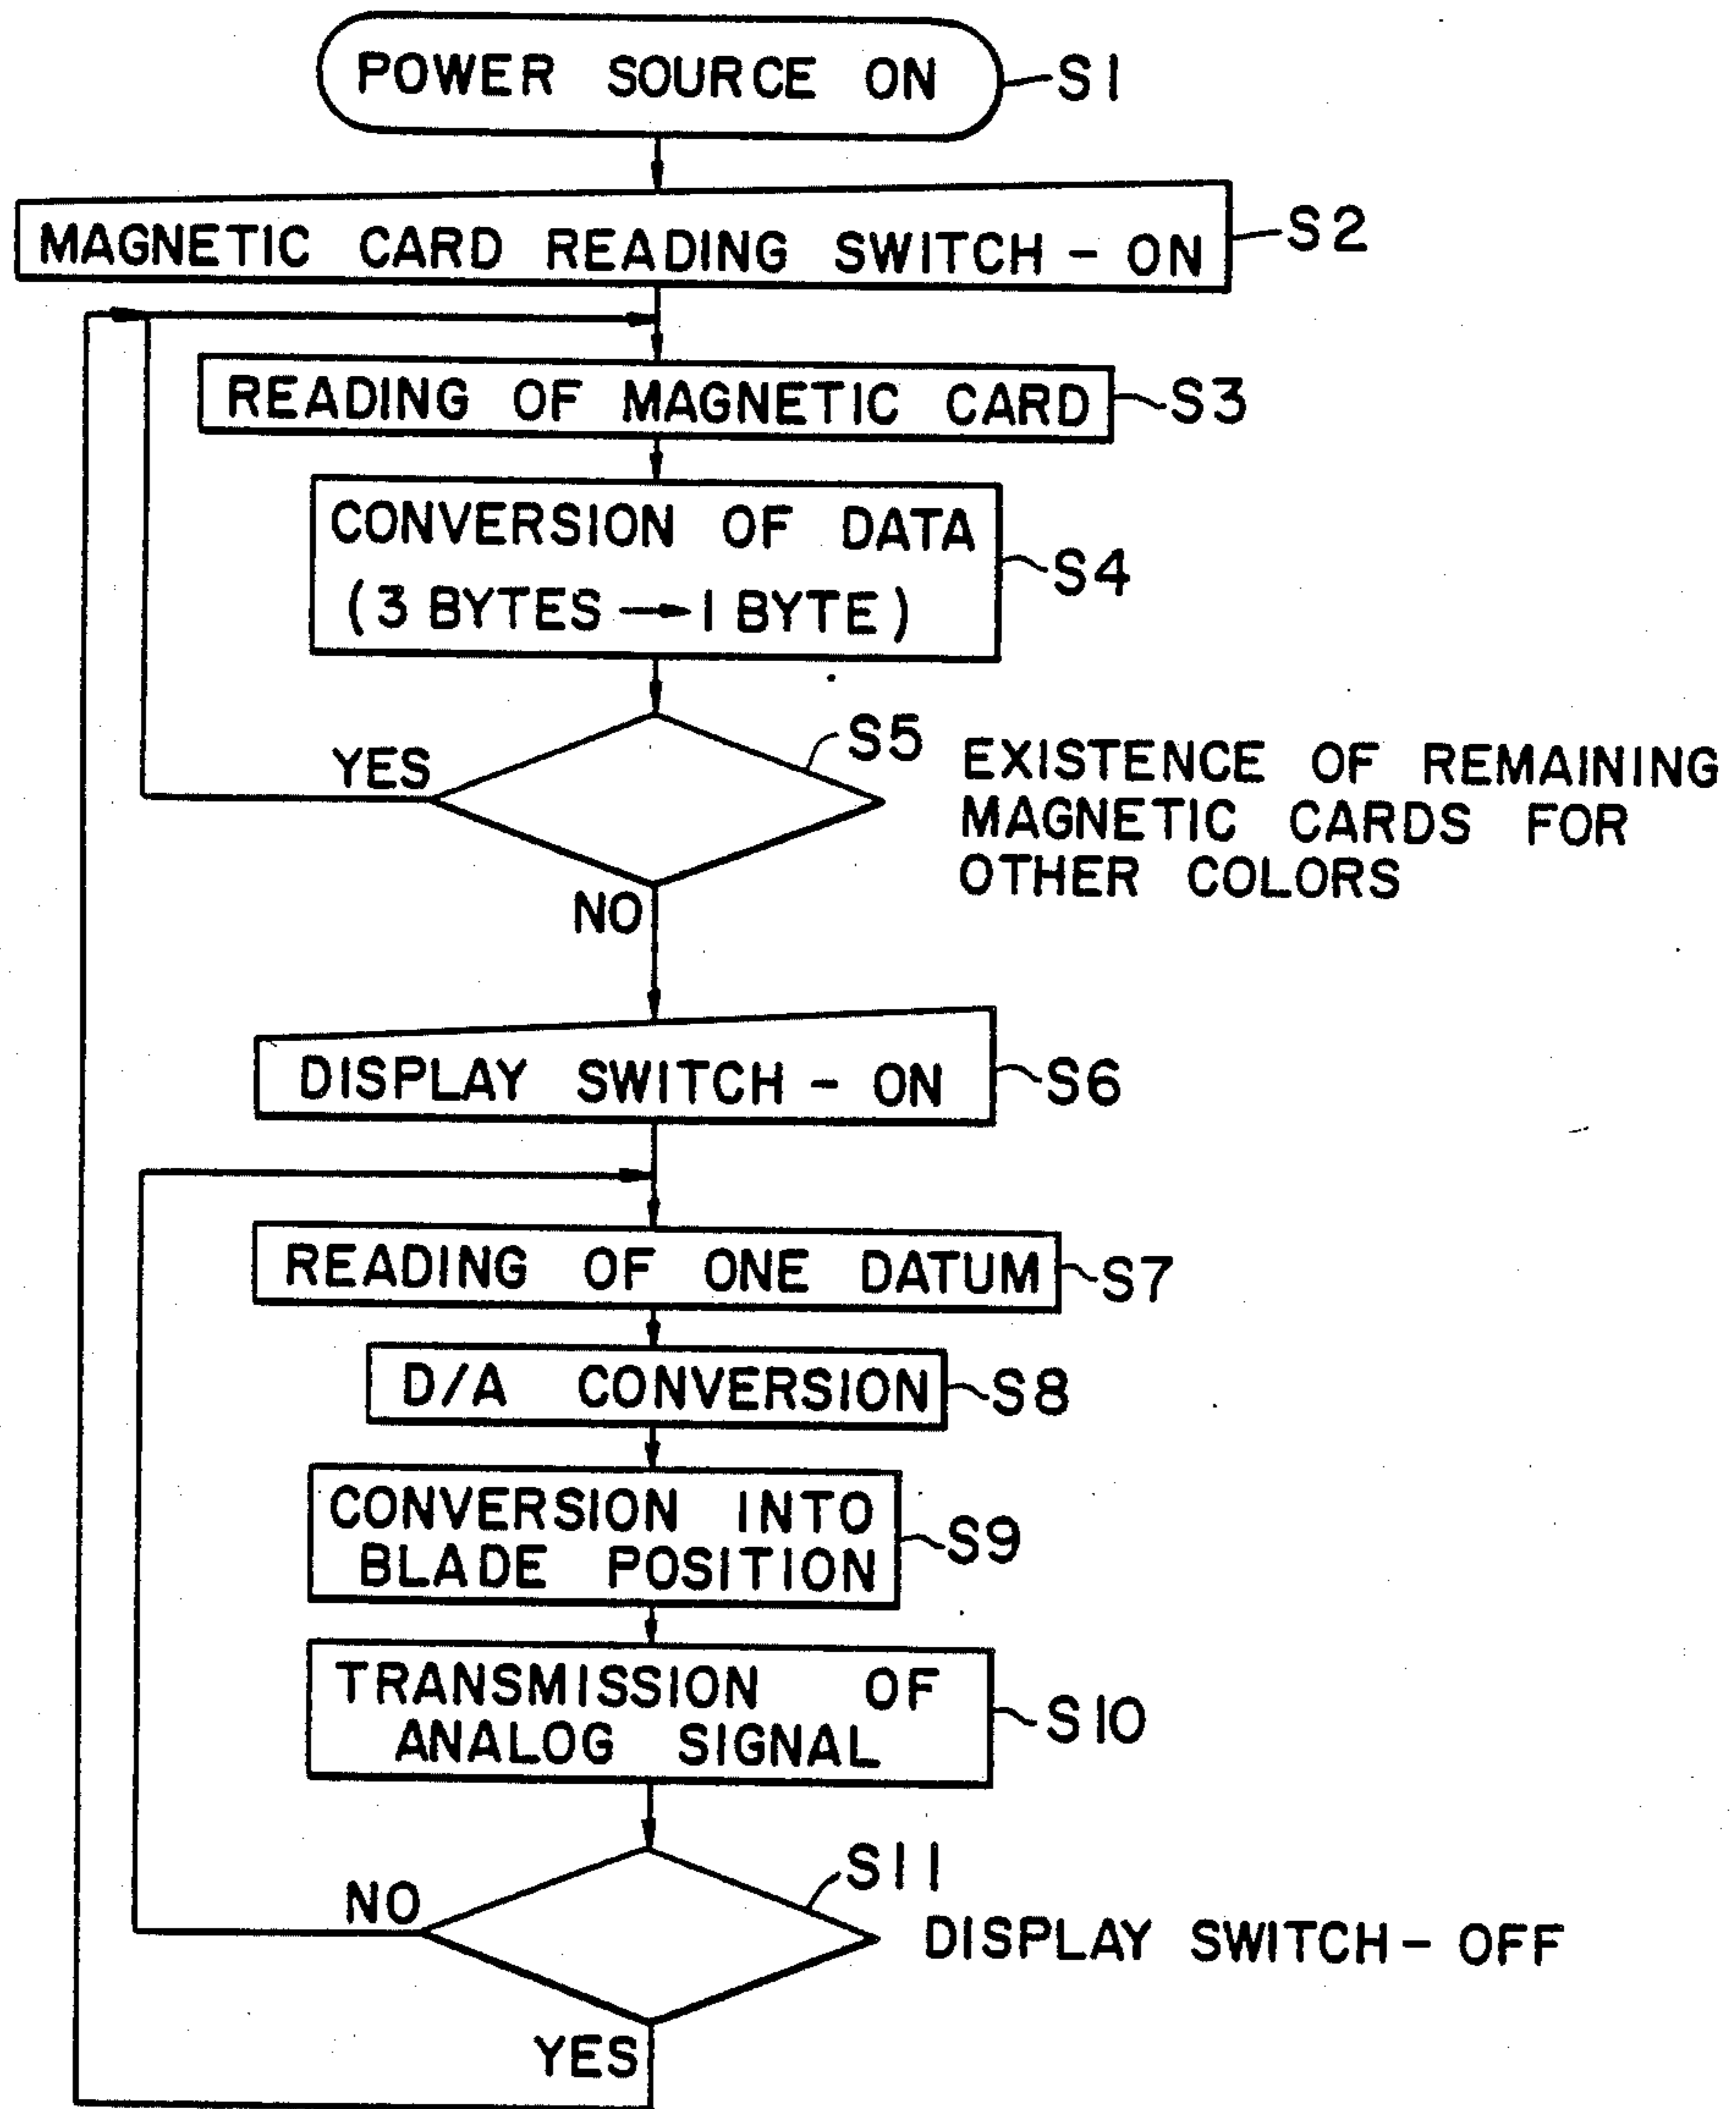 POWER SOURCE ON S1
MAGNETIC CARD READING SWITCH - ON S2
READING OF MAGNETIC CARD S3
CONVERSION OF DATA
(3 BYTES → 1 BYTE) S4
S5
YES
EXISTENCE OF REMAINING
MAGNETIC CARDS FOR
OTHER COLORS
NO
DISPLAY SWITCH - ON S6
READING OF ONE DATUM S7
D/A CONVERSION S8
CONVERSION INTO
BLADE POSITION S9
TRANSMISSION OF
ANALOG SIGNAL S10
S11
NO
DISPLAY SWITCH - OFF
YES